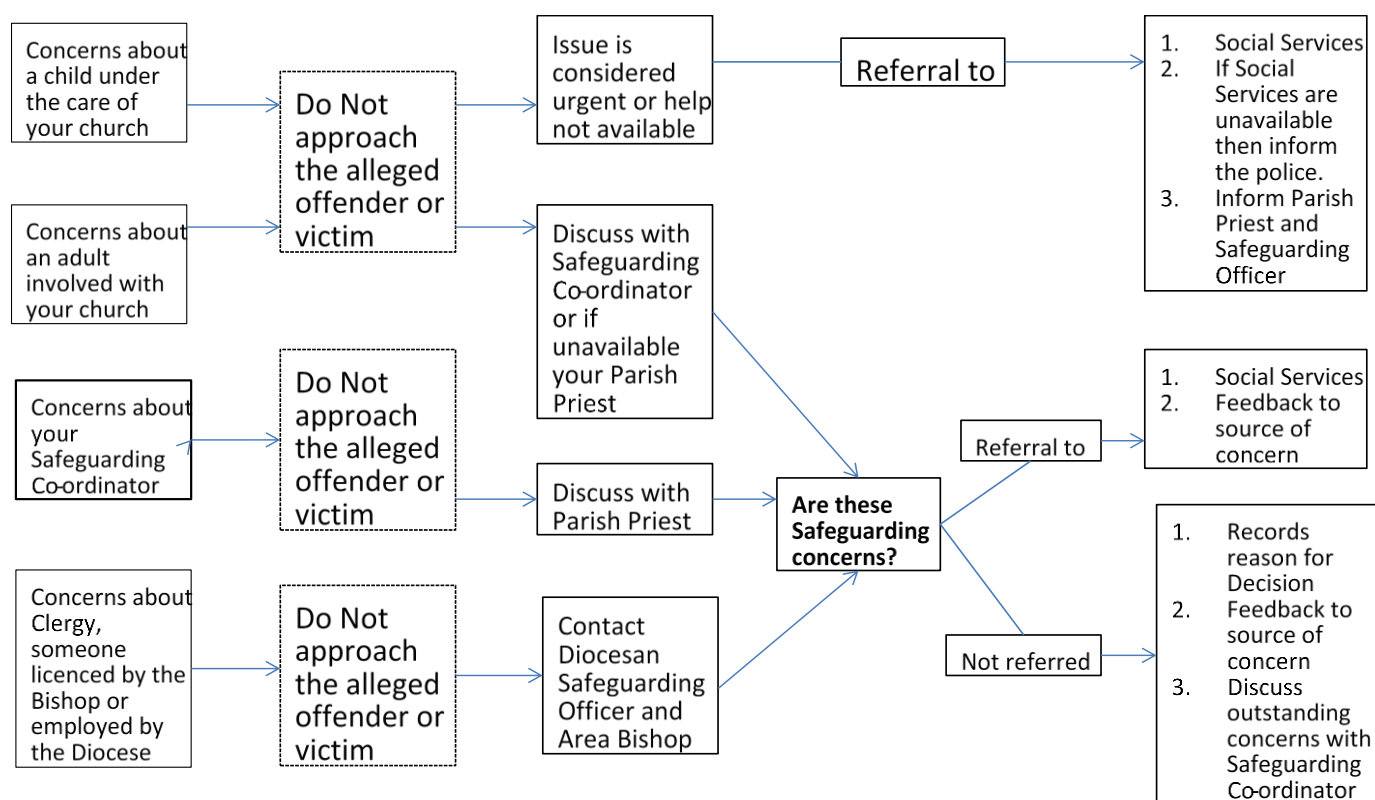 Concerns about
a child under
the care of
your church
Do Not
approach
the alleged
offender or
victim
Issue is
considered
urgent or help
not available
Referral to
1. Social Services
2. If Social
Services are
unavailable
then inform
the police.
3. Inform Parish
Priest and
Safeguarding
Officer
Concerns about
an adult
involved with
your church
Discuss with
Safeguarding
Co-ordinator
or if
unavailable
your Parish
Priest
Concerns about
your
Safeguarding
Co-ordinator
Do Not
approach
the alleged
offender or
victim
Discuss with
Parish Priest
Are these
Safeguarding
concerns?
Referral to
1. Social Services
2. Feedback to
source of
concern
Concerns about
Clergy,
someone
licenced by the
Bishop or
employed by
the Diocese
Do Not
approach
the alleged
offender or
victim
Contact
Diocesan
Safeguarding
Officer and
Area Bishop
Not referred
1. Records
reason for
Decision
2. Feedback to
source of
concern
3. Discuss
outstanding
concerns with
Safeguarding
Co-ordinator